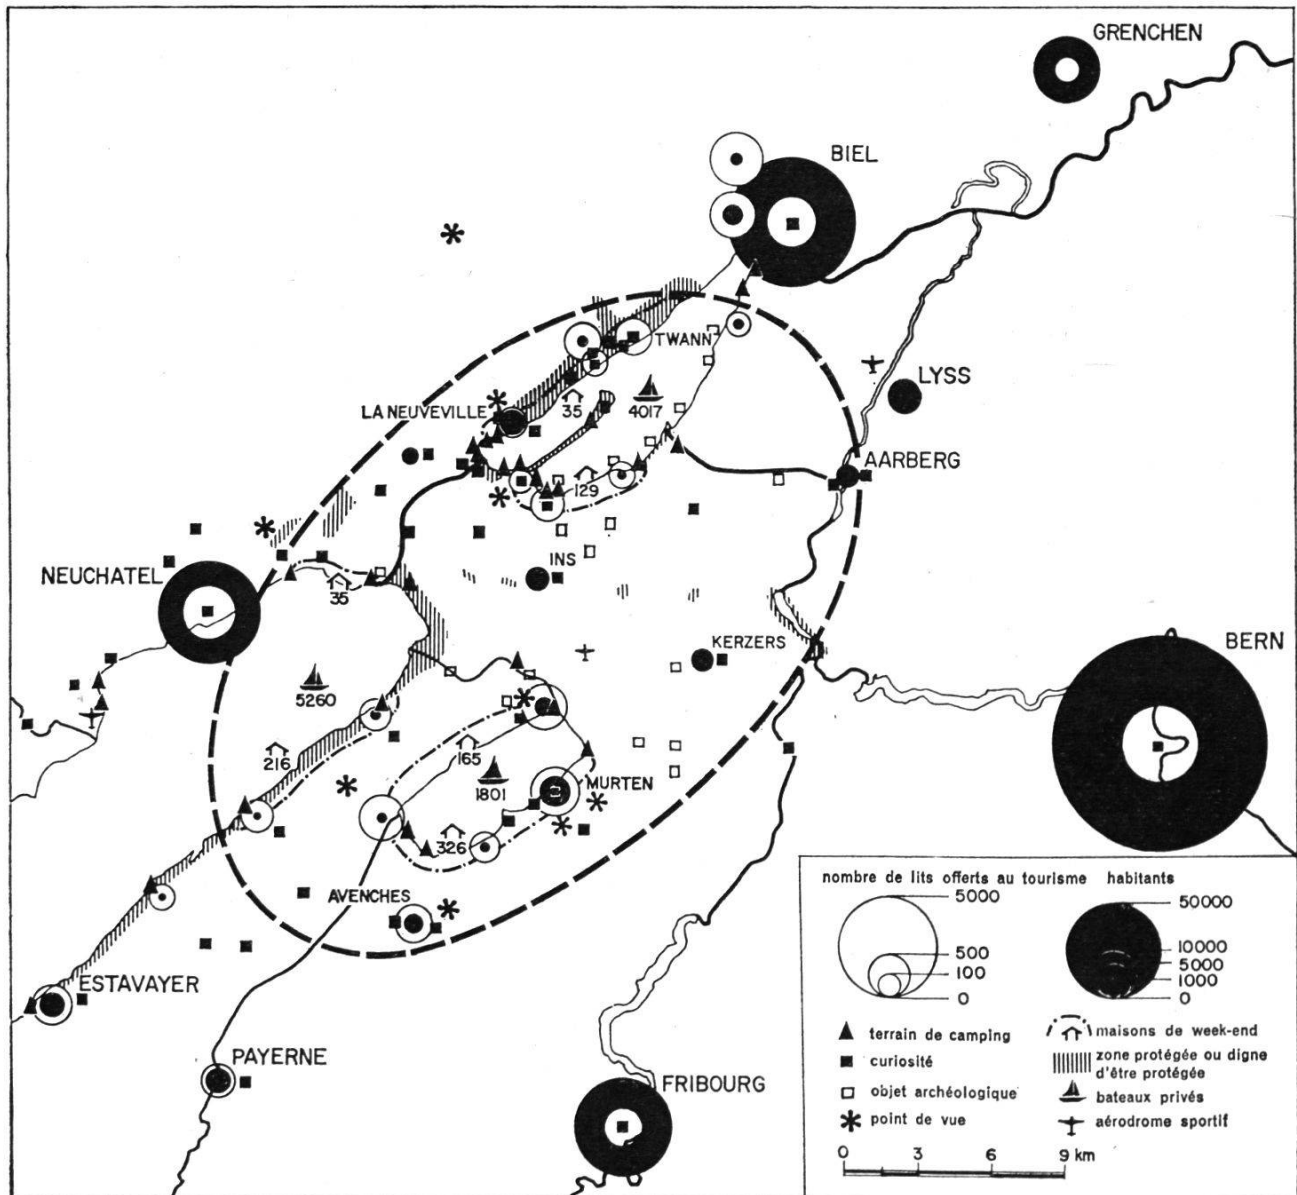 GRENCHEN
BIEL
TWANN
LYSS
LA NEUVEVILLE
35
4017
AARBERG
129
INS
NEUCHATEL
35
KERZERS
BERN
5260
216
165
1801
MURTEN
326
AVENCHES
ESTAVAYER
PAYERNE
FRIBOURG
nombre de lits offerts au tourisme
5000
500
100
0
habitants
50000
10000
5000
1000
0
terrain de camping
curiosité
objet archéologique
point de vue
maisons de week-end
zone protégée ou digne
d'être protégée
bateaux privés
aérodrome sportif
0 3 6 9 km